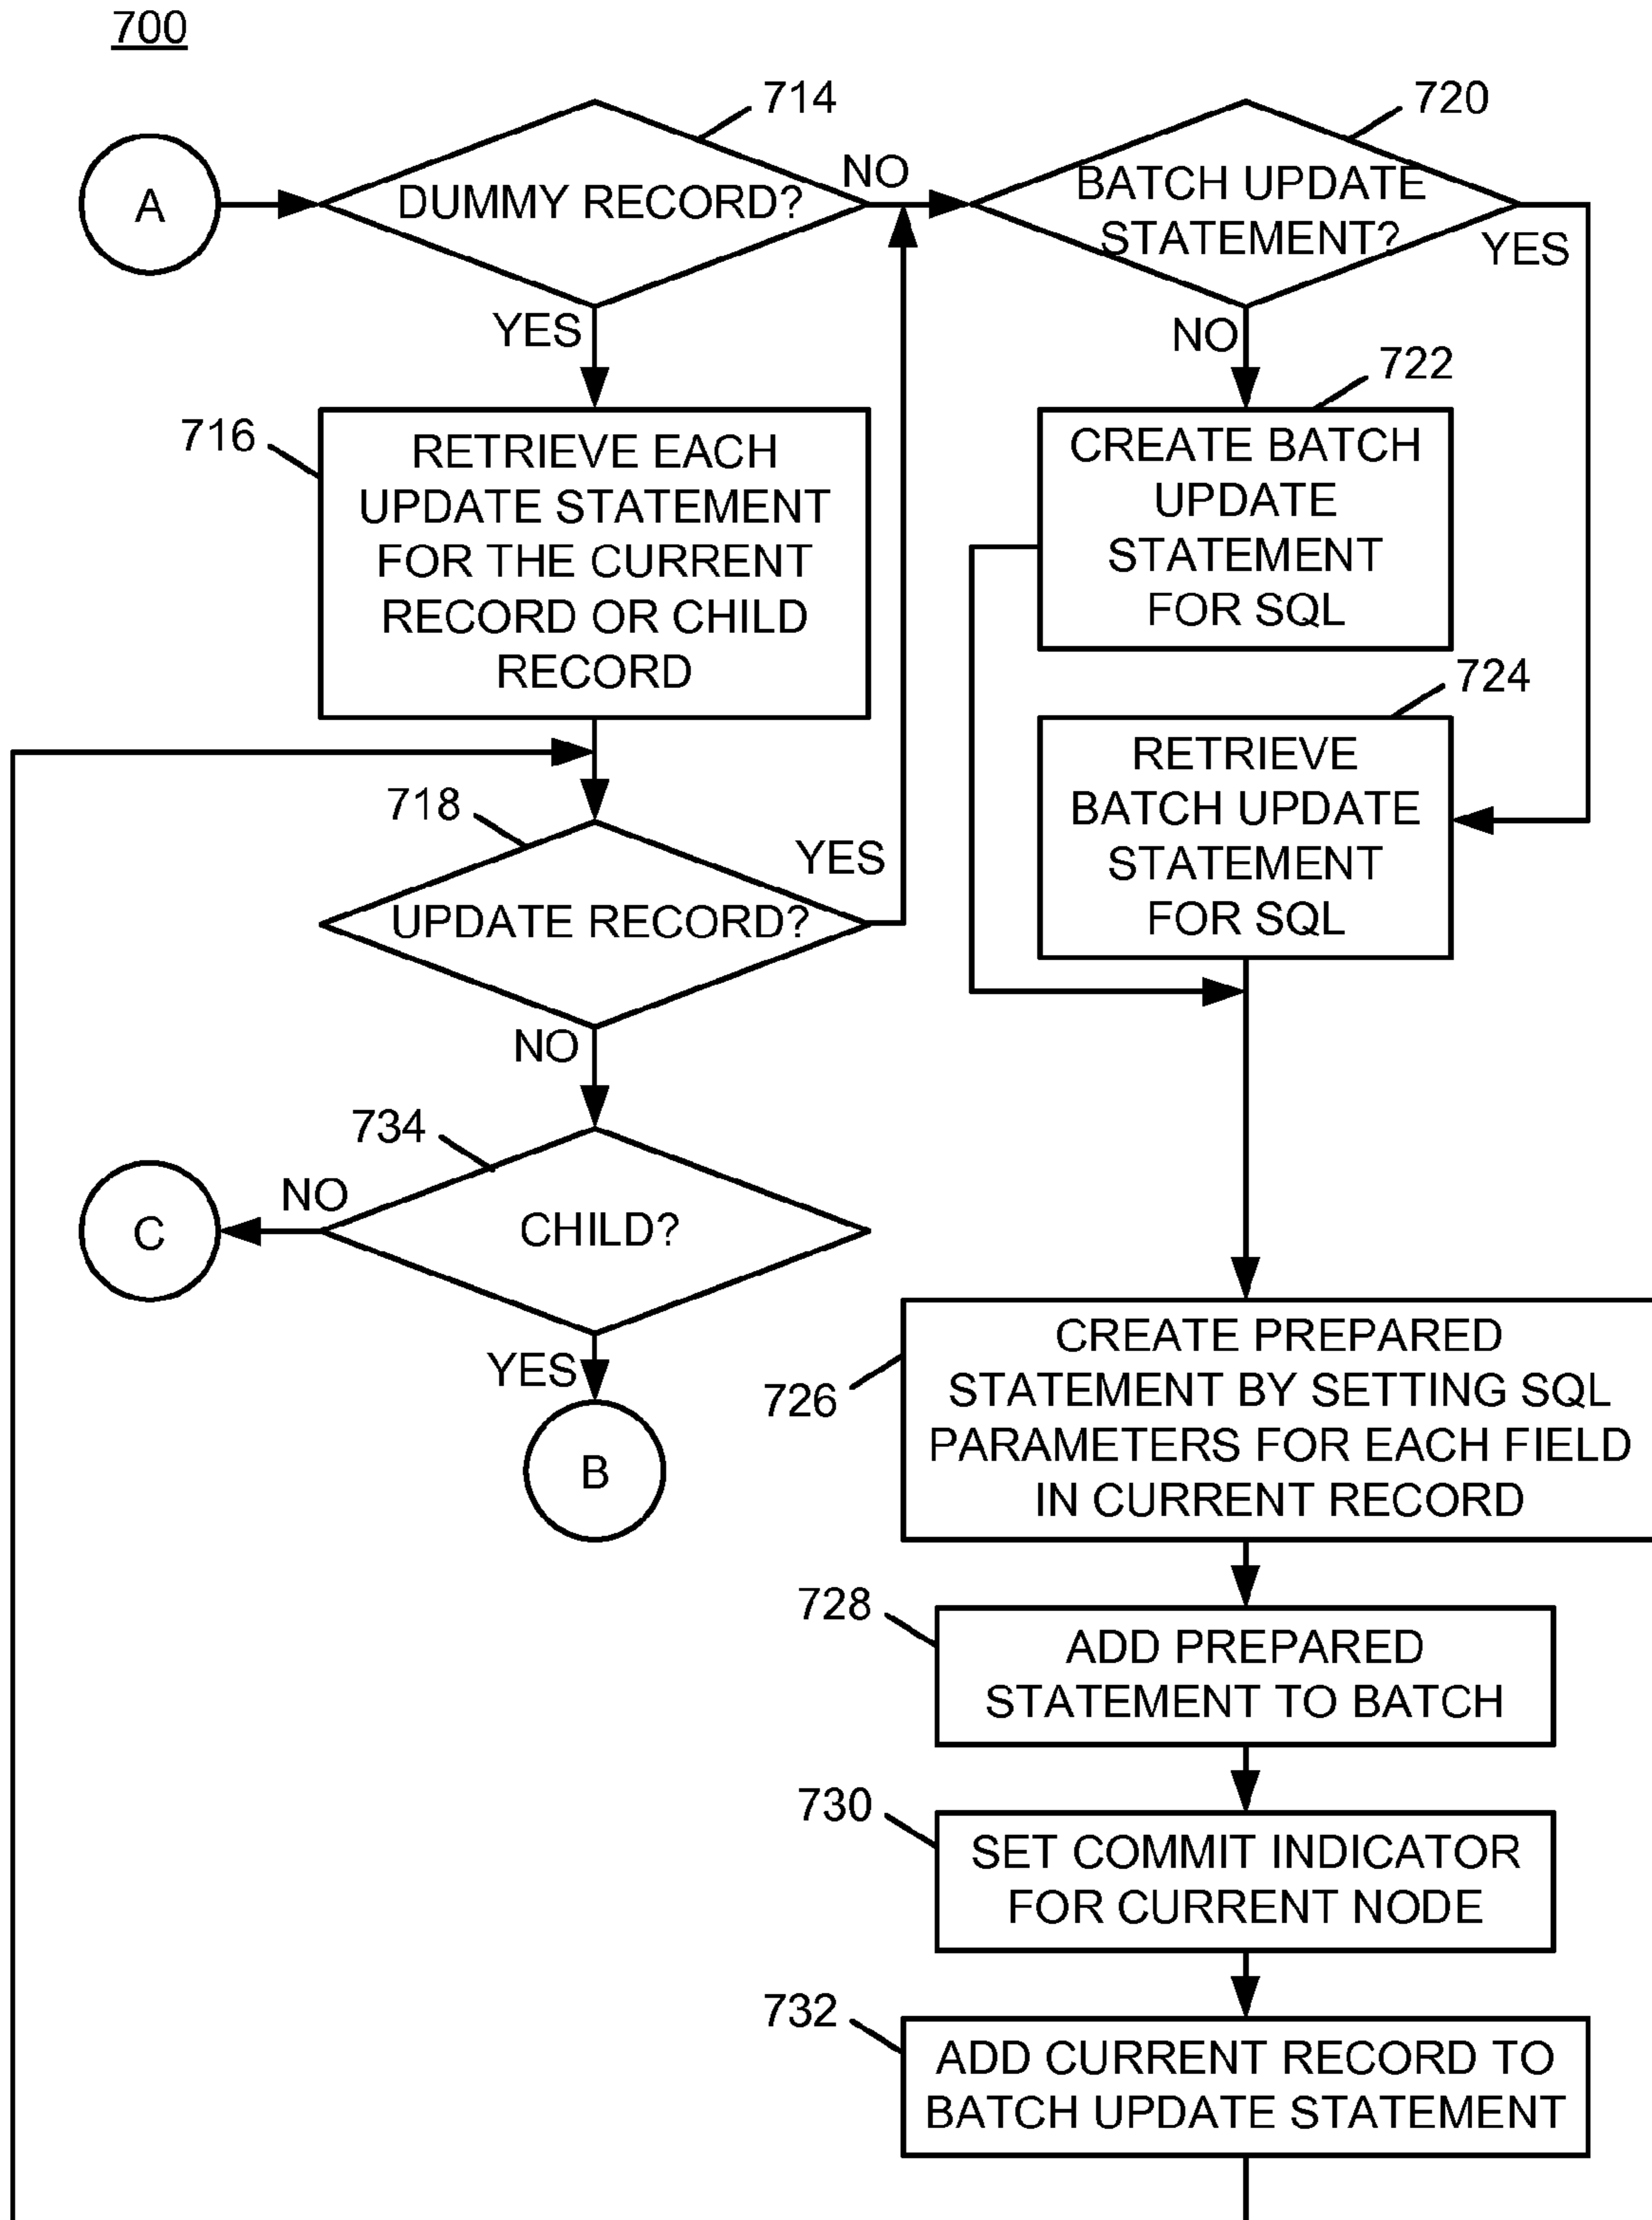 700
714
720
A
DUMMY RECORD?
NO
BATCH UPDATE
STATEMENT?
YES
YES
NO
722
716
RETRIEVE EACH
UPDATE STATEMENT
FOR THE CURRENT
RECORD OR CHILD
RECORD
CREATE BATCH
UPDATE
STATEMENT
FOR SQL
724
RETRIEVE
BATCH UPDATE
STATEMENT
FOR SQL
718
YES
UPDATE RECORD?
NO
734
NO
C
CHILD?
YES
B
726
CREATE PREPARED
STATEMENT BY SETTING SQL
PARAMETERS FOR EACH FIELD
IN CURRENT RECORD
728
ADD PREPARED
STATEMENT TO BATCH
730
SET COMMIT INDICATOR
FOR CURRENT NODE
732
ADD CURRENT RECORD TO
BATCH UPDATE STATEMENT